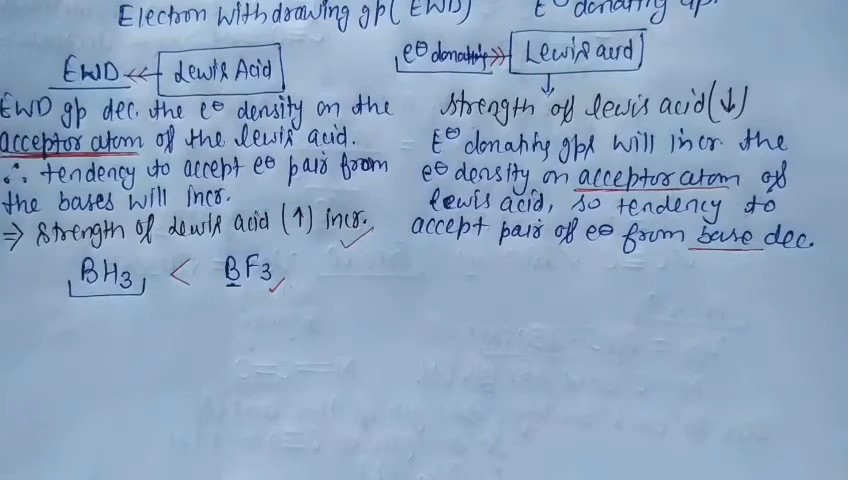 Electron withdrawing gp( EWD)
e⊖ donating gp.
EWD << Lewis Acid
EWD gp dec. the e⊖ density on the
acceptor atom of the lewis acid.
∴ tendency to accept e⊖ pair from
the bases will incr.
⇒ strength of Lewis acid (↑) incr.
BH3 < BF3
e⊖ donating >> Lewis acid
↓
strength of lewis acid (↓)
E⊖ donating gps will incr. the
e⊖ density on acceptor atom of
lewis acid, so tendency to
accept pair of e⊖ from base dec.